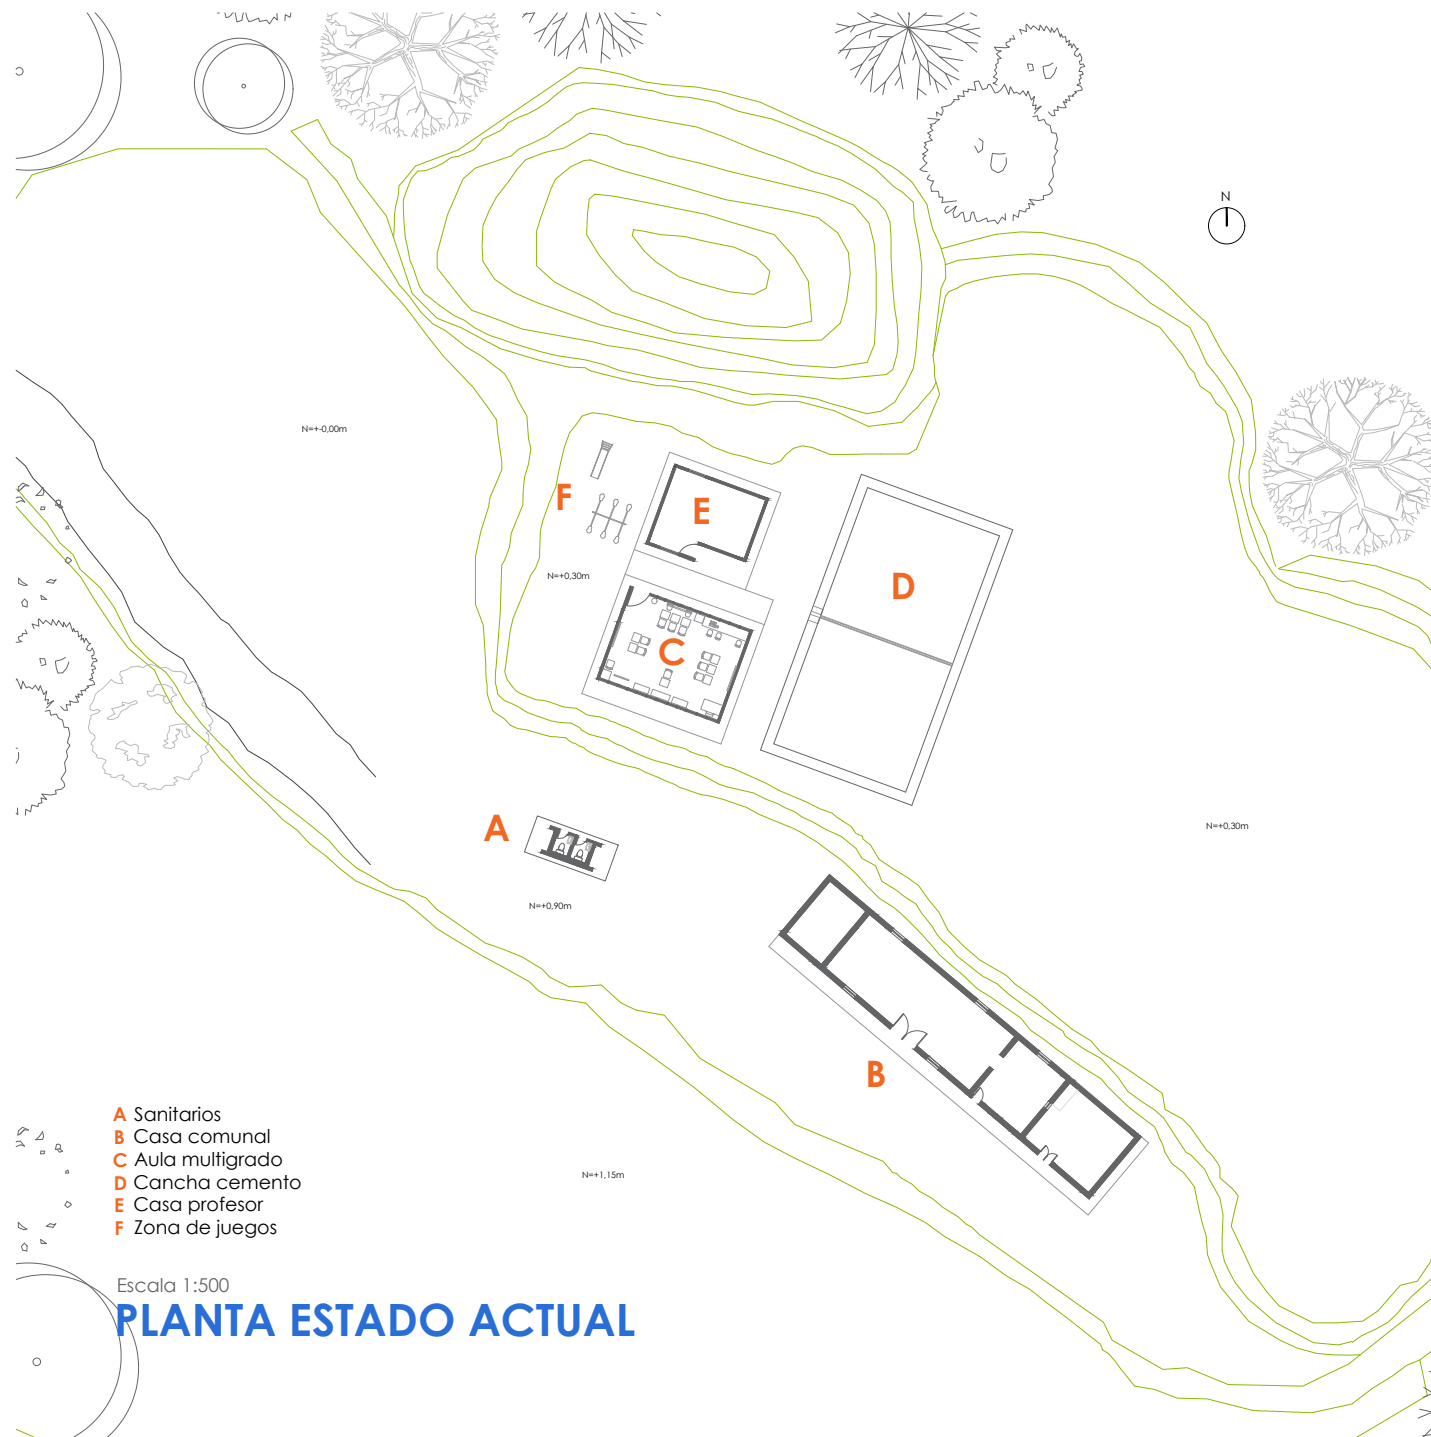 N
N=+-0,00m
F
E
N=+0,30m
D
C
A
N=+0,30m
N=+0,90m
B
A Sanitarios
B Casa comunal
C Aula multigrado
D Cancha cemento
E Casa profesor
F Zona de juegos
N=+1,15m
Escala 1:500
PLANTA ESTADO ACTUAL